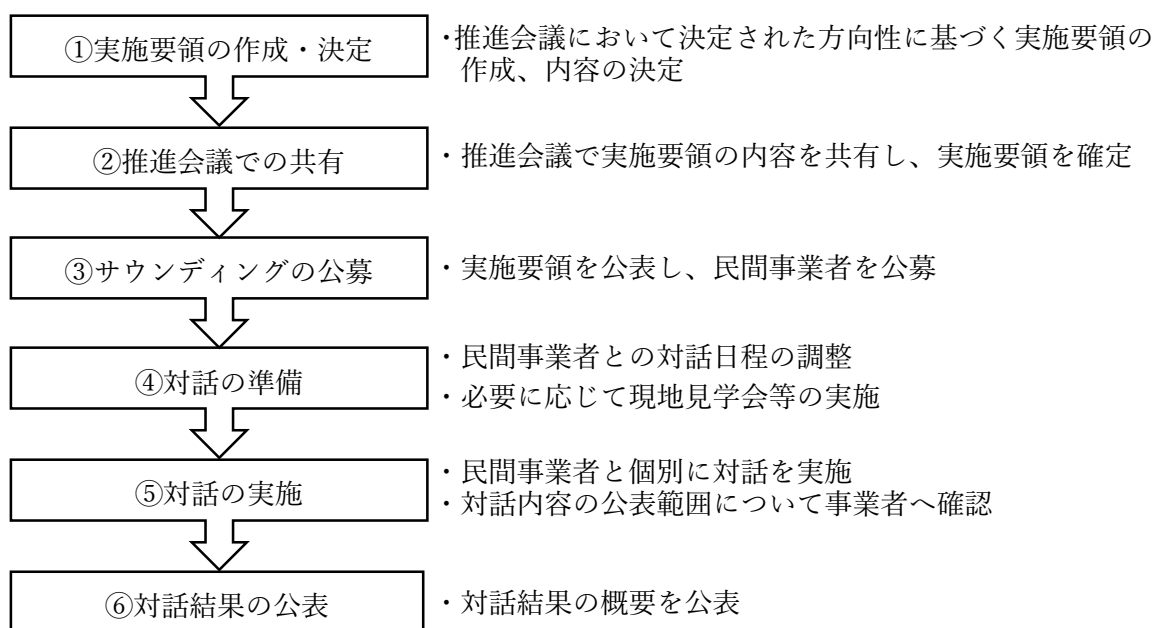 ①実施要領の作成・決定
・推進会議において決定された方向性に基づく実施要領の
作成、内容の決定
②推進会議での共有
・推進会議で実施要領の内容を共有し、実施要領を確定
③サウンディングの公募
・実施要領を公表し、民間事業者を公募
④対話の準備
・民間事業者との対話日程の調整
・必要に応じて現地見学会等の実施
⑤対話の実施
・民間事業者と個別に対話を実施
・対話内容の公表範囲について事業者へ確認
⑥対話結果の公表
・対話結果の概要を公表